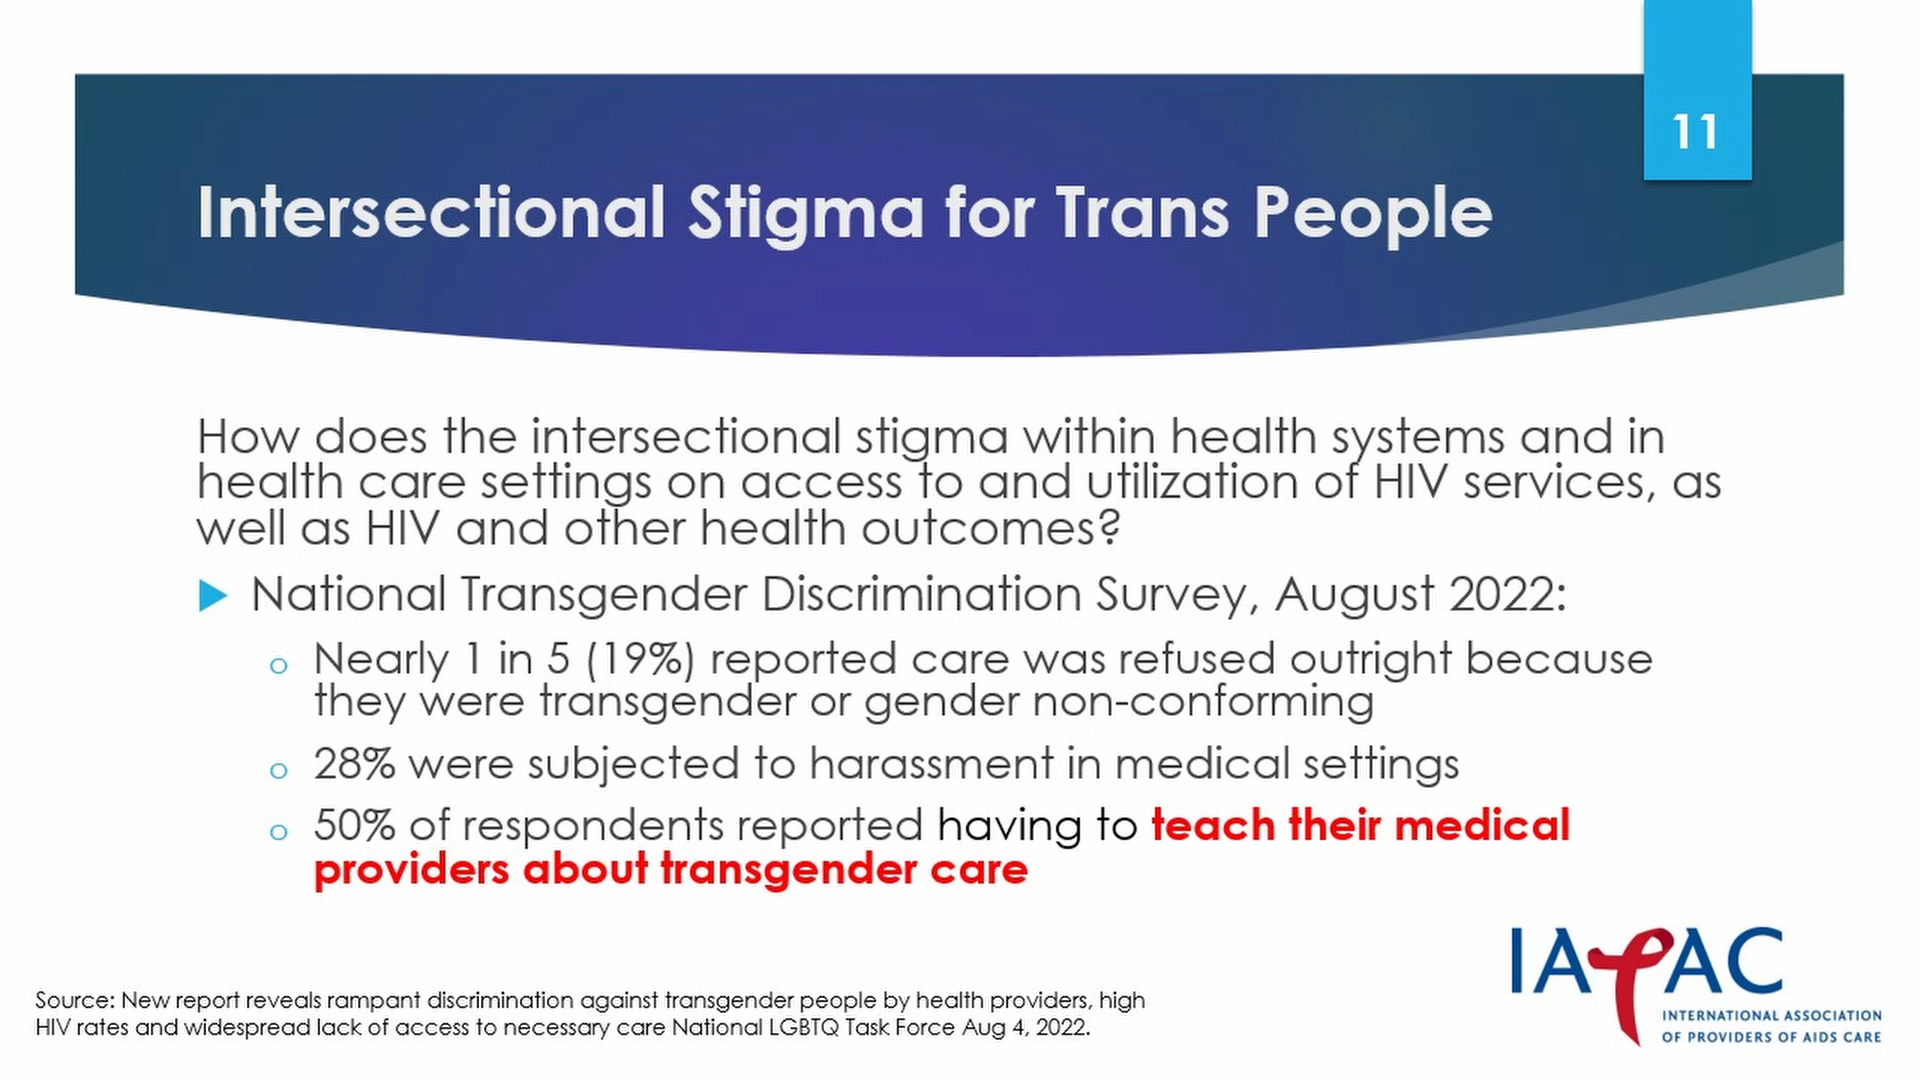 11
Intersectional Stigma for Trans People
How does the intersectional stigma within health systems and in
health care settings on access to and utilization of HIV services, as
well as HIV and other health outcomes?
National Transgender Discrimination Survey, August 2022:
o Nearly 1 in 5 (19%) reported care was refused outright because
they were transgender or gender non-conforming
o 28% were subjected to harassment in medical settings
o 50% of respondents reported having to teach their medical
providers about transgender care
Source: New report reveals rampant discrimination against transgender people by health providers, high
HIV rates and widespread lack of access to necessary care National LGBTQ Task Force Aug 4, 2022.
IAPAC
INTERNATIONAL ASSOCIATION
OF PROVIDERS OF AIDS CARE